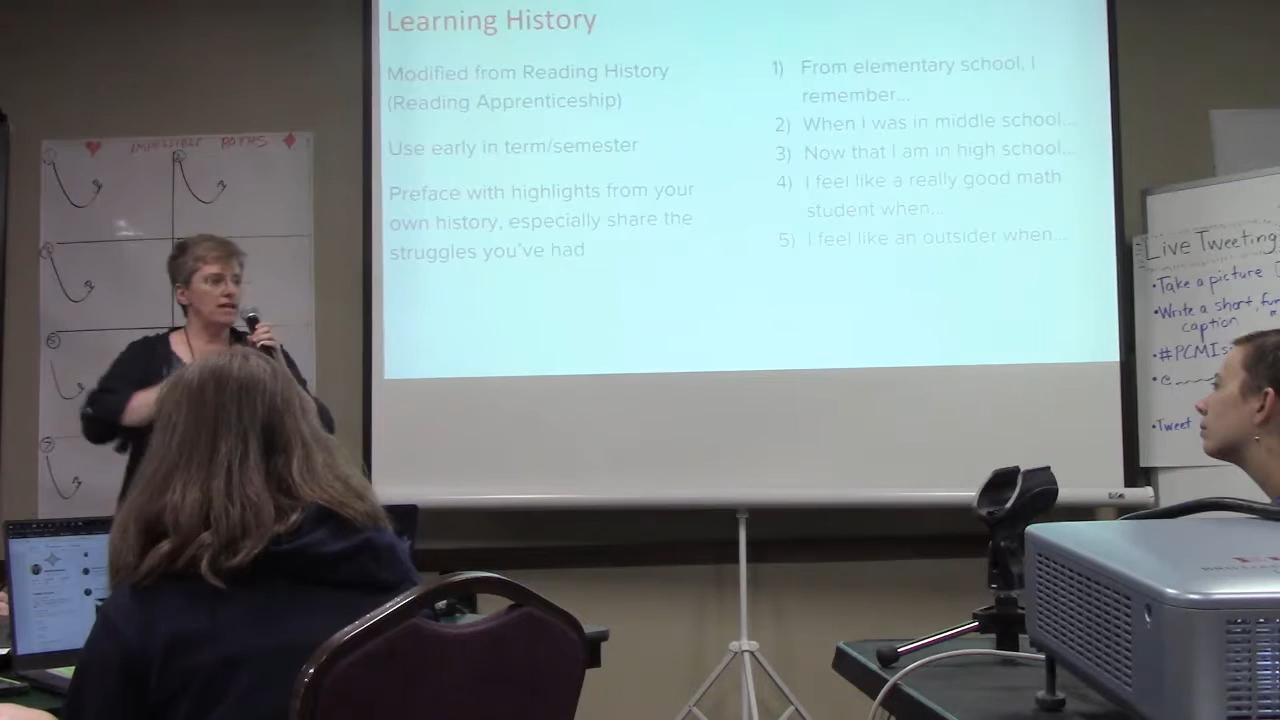 Learning History
Modified from Reading History
(Reading Apprenticeship)
Use early in term/semester
Preface with highlights from your
own history, especially share the
struggles you've had
1) From elementary school, I
remember...
2) When I was in middle school...
3) Now that I am in high school...
4) I feel like a really good math
student when...
5) I feel like an outsider when...
IMPOSSIBLE PATHS
Live Tweeting
•Take a picture
•Write a short, fun
caption
#PCMI
•Tweet